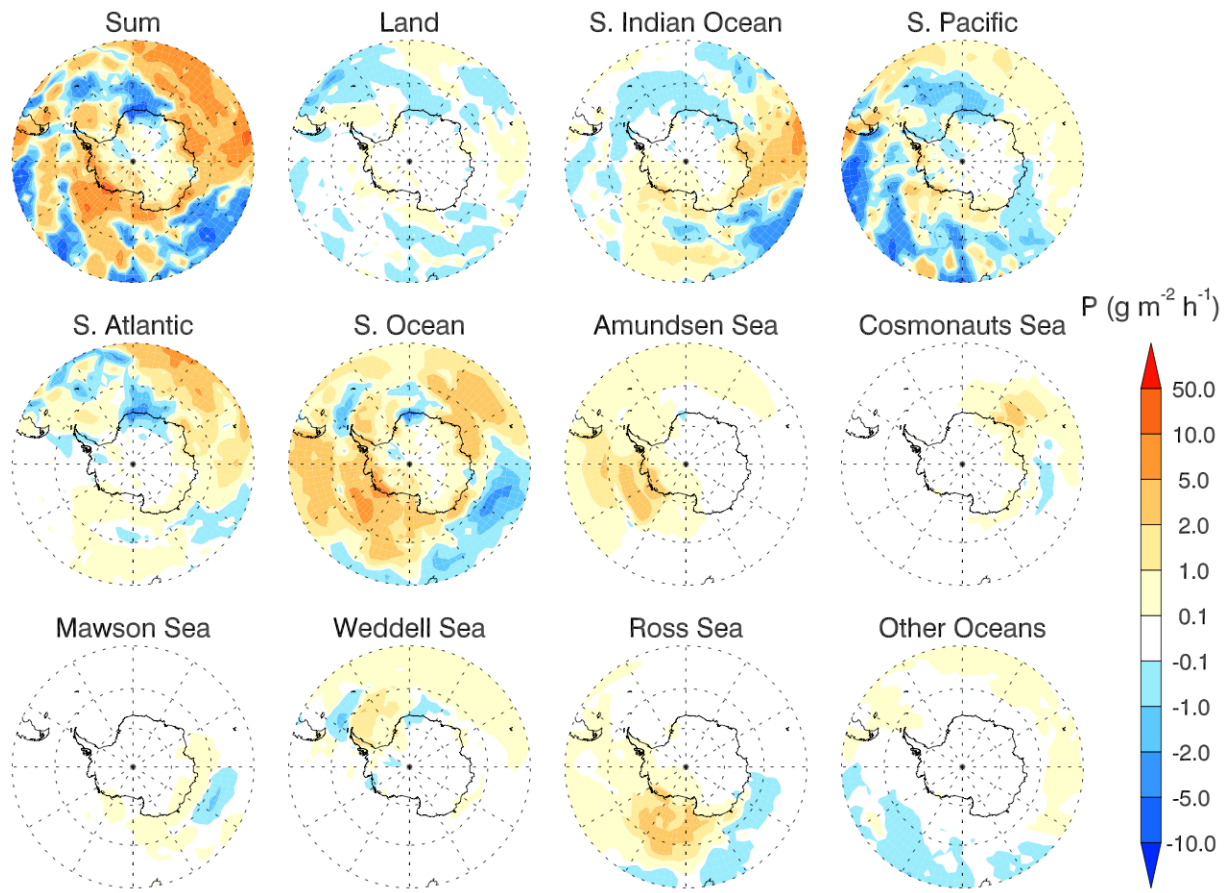 Sum Land S. Indian Ocean S. Pacific
S. Atlantic S. Ocean Amundsen Sea Cosmonauts Sea
Mawson Sea Weddell Sea Ross Sea Other Oceans
P (g m⁻² h⁻¹)
50.0
10.0
5.0
2.0
1.0
0.1
-0.1
-1.0
-2.0
-5.0
-10.0